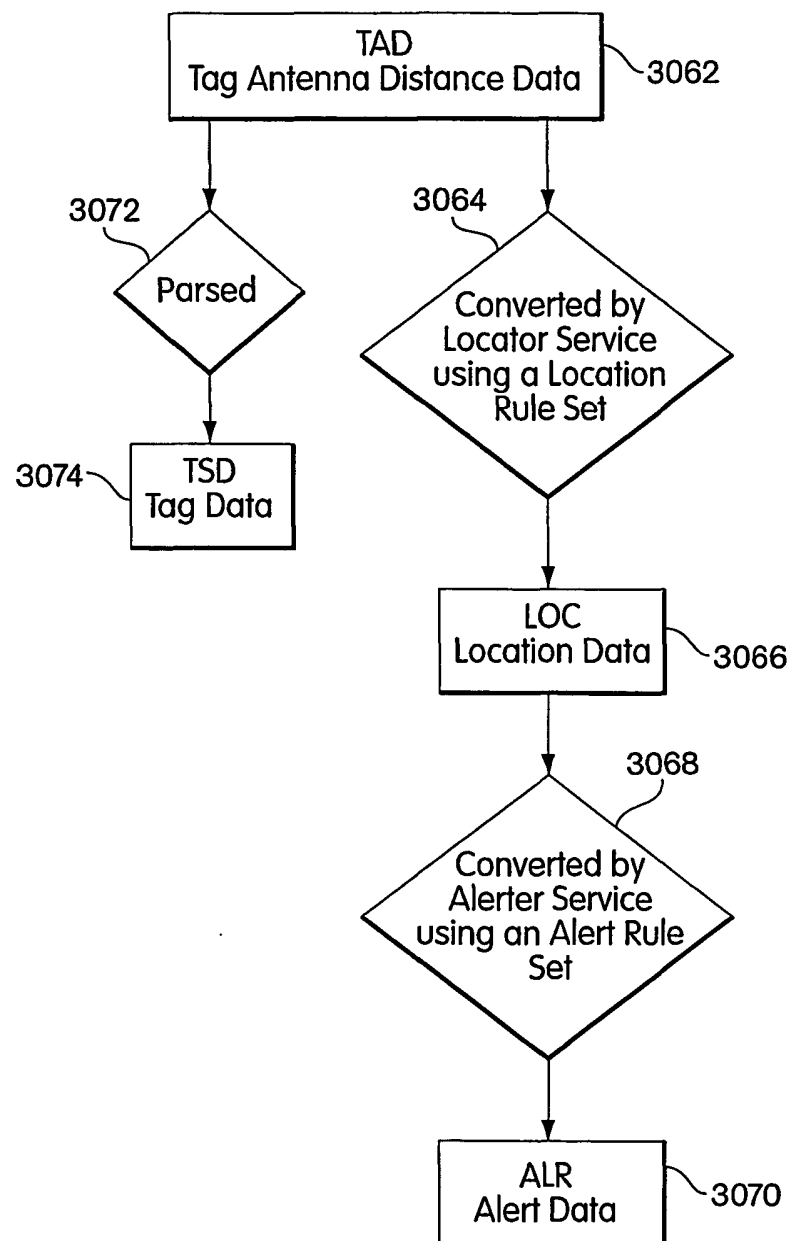 TAD
Tag Antenna Distance Data
3062
3072
Parsed
3064
Converted by
Locator Service
using a Location
Rule Set
3074
TSD
Tag Data
LOC
Location Data
3066
3068
Converted by
Alerter Service
using an Alert Rule
Set
ALR
Alert Data
3070